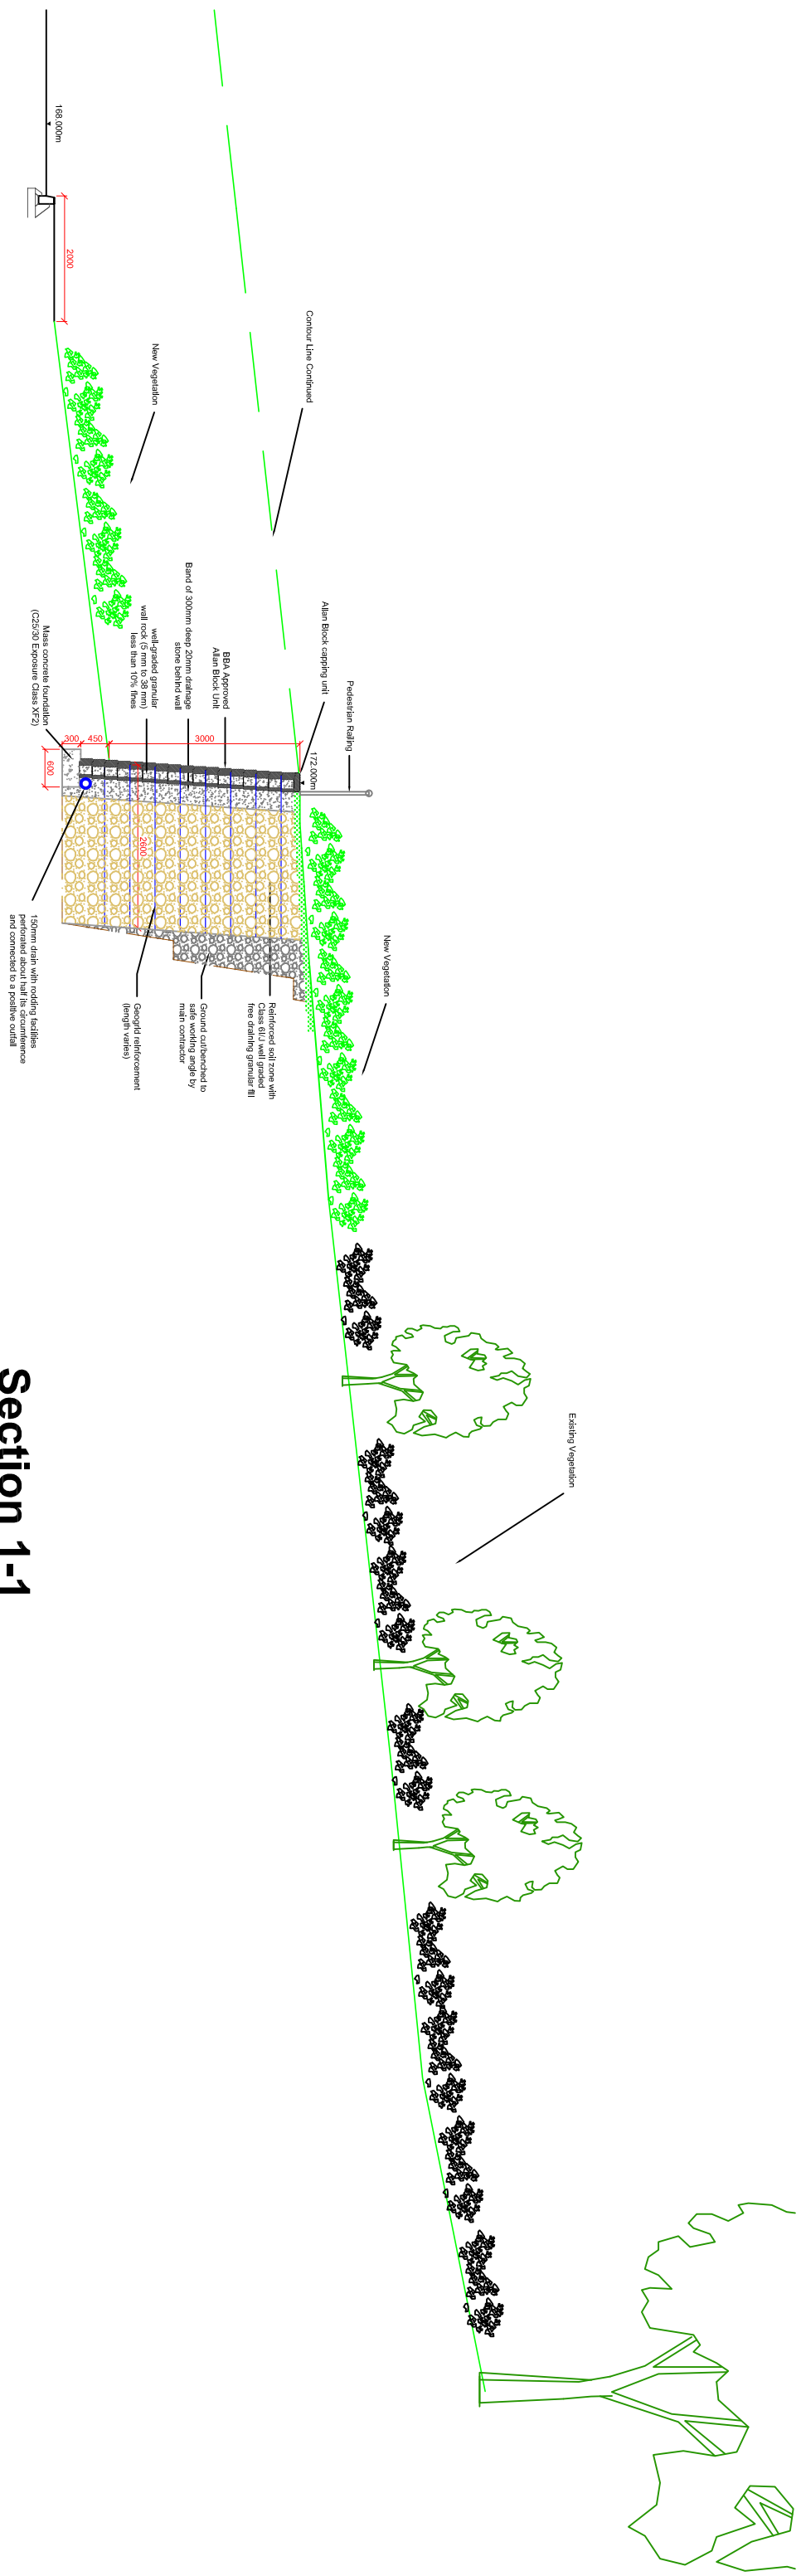 168.000m
2000
New Vegetation
Contour Line Continued
Allan Block capping unit
Pedestrian Railing
172.000m
BBA Approved
Allan Block Unit
Band of 300mm deep 20mm drainage
stone behind wall
well-graded granular
wall rock (5 mm to 38 mm)
less than 10% fines
Mass concrete foundation
(C25/30 Exposure Class XF2)
3000
450
300
600
2600
New Vegetation
Reinforced soil zone with
Class 6I/J well graded
free draining granular fill
Ground cut/benched to
safe working angle by
main contractor
Geogrid reinforcement
(length varies)
150mm drain with rodding facilities
perforated about half its circumference
and connected to a positive outfall
Existing Vegetation
Section 1-1